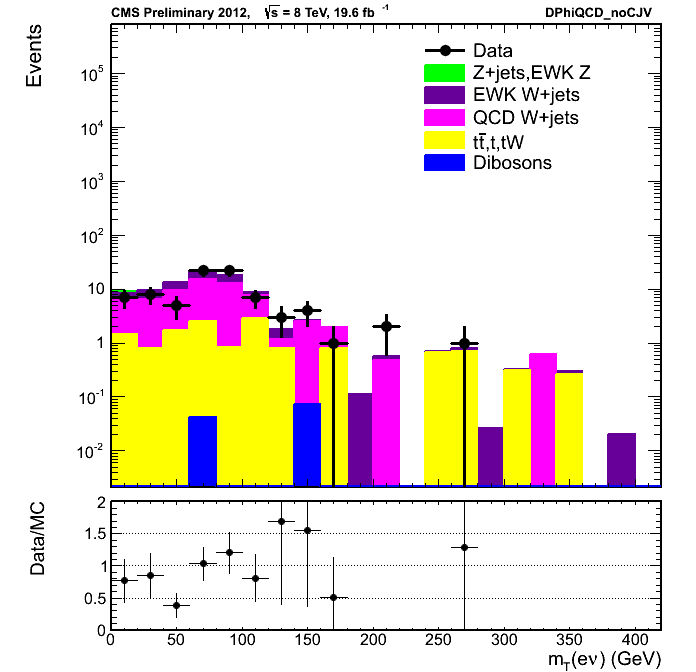 CMS Preliminary 2012, √s = 8 TeV, 19.6 fb⁻¹ DPhiQCD_noCJV
Events
Data
Z+jets,EWK Z
EWK W+jets
QCD W+jets
tt̄,t,tW
Dibosons
10⁵
10⁴
10³
10²
10
1
10⁻¹
10⁻²
Data/MC
2
1.5
1
0.5
0
0 50 100 150 200 250 300 350 400
m_T(eν) (GeV)